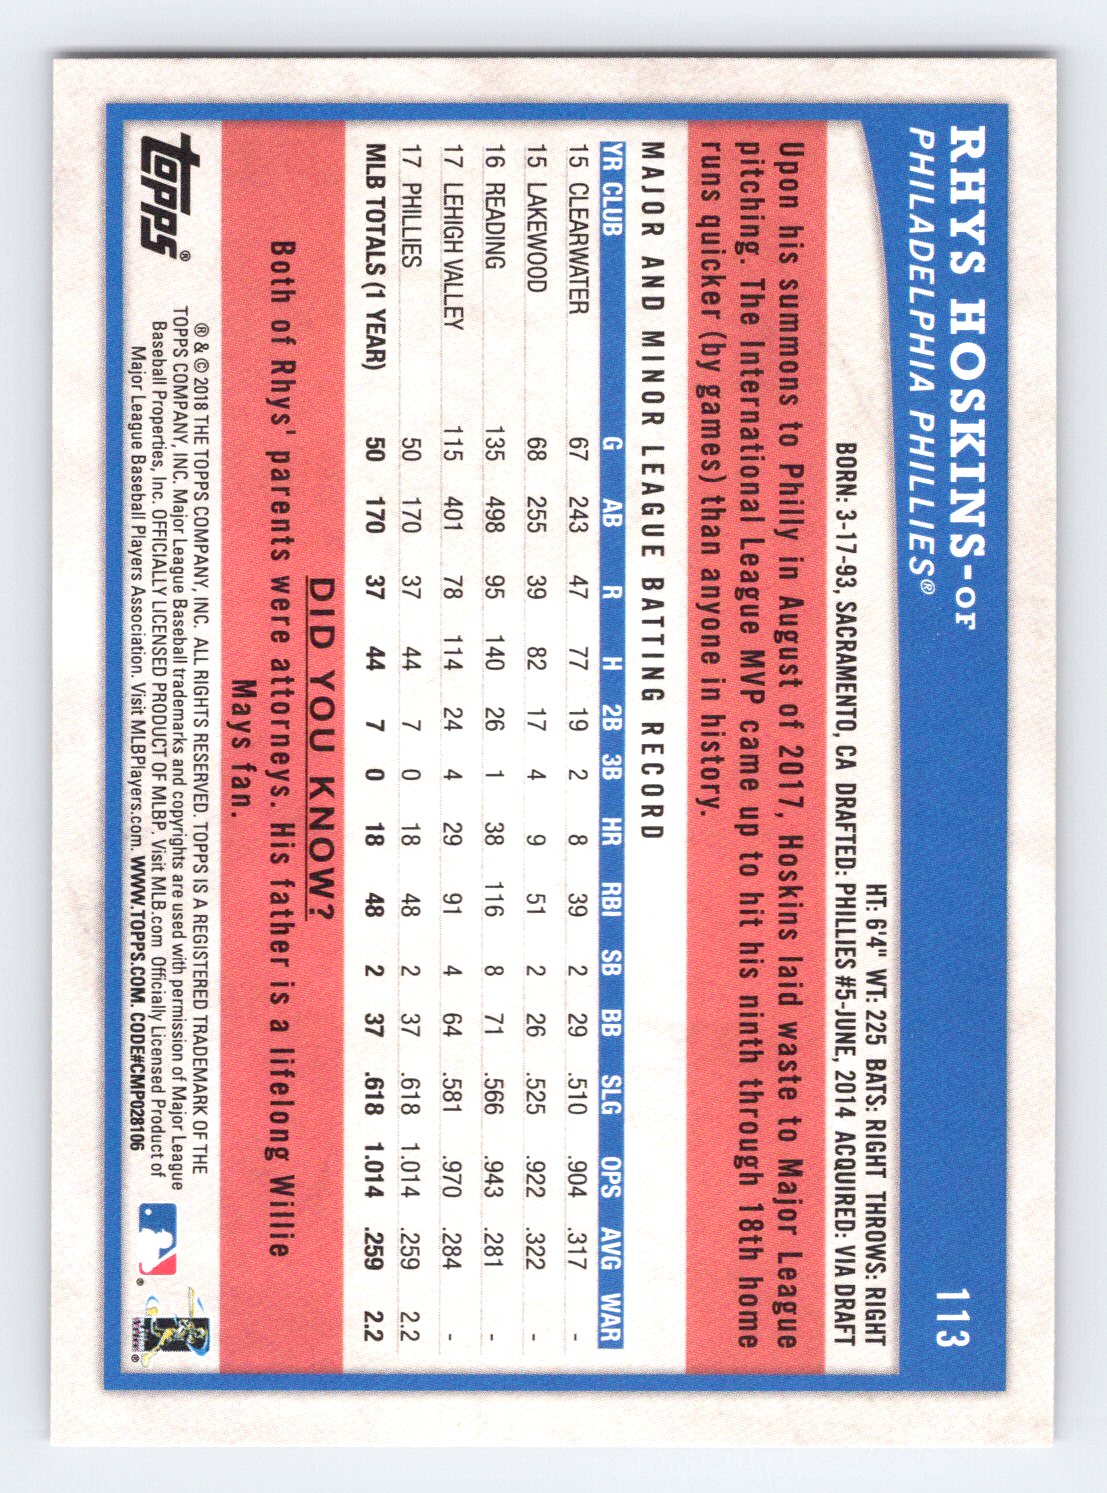 RHYS HOSKINS-OF
113
PHILADELPHIA PHILLIES®
HT: 6'4" WT: 225 BATS: RIGHT THROWS: RIGHT
BORN: 3-17-93, SACRAMENTO, CA DRAFTED: PHILLIES #5-JUNE, 2014 ACQUIRED: VIA DRAFT
Upon his summons to Philly in August of 2017, Hoskins laid waste to Major League
pitching. The International League MVP came up to hit his ninth through 18th home
runs quicker (by games) than anyone in history.
MAJOR AND MINOR LEAGUE BATTING RECORD
YR CLUB G AB R H 2B 3B HR RBI SB BB SLG OPS AVG WAR
15 CLEARWATER 67 243 47 77 19 2 8 39 2 29 .510 .904 .317 -
15 LAKEWOOD 68 255 39 82 17 4 9 51 2 26 .525 .922 .322 -
16 READING 135 498 95 140 26 1 38 116 8 71 .566 .943 .281 -
17 LEHIGH VALLEY 115 401 78 114 24 4 29 91 4 64 .581 .970 .284 -
17 PHILLIES 50 170 37 44 7 0 18 48 2 37 .618 1.014 .259 2.2
MLB TOTALS (1 YEAR) 50 170 37 44 7 0 18 48 2 37 .618 1.014 .259 2.2
DID YOU KNOW?
Both of Rhys' parents were attorneys. His father is a lifelong Willie
Mays fan.
topps®
® & © 2018 THE TOPPS COMPANY, INC. ALL RIGHTS RESERVED. TOPPS IS A REGISTERED TRADEMARK OF THE
TOPPS COMPANY, INC. Major League Baseball trademarks and copyrights are used with permission of Major League
Baseball Properties, Inc. OFFICIALLY LICENSED PRODUCT OF MLBP. Visit MLB.com Officially Licensed Product of
Major League Baseball Players Association. Visit MLBPlayers.com. WWW.TOPPS.COM. CODE#CMP028106